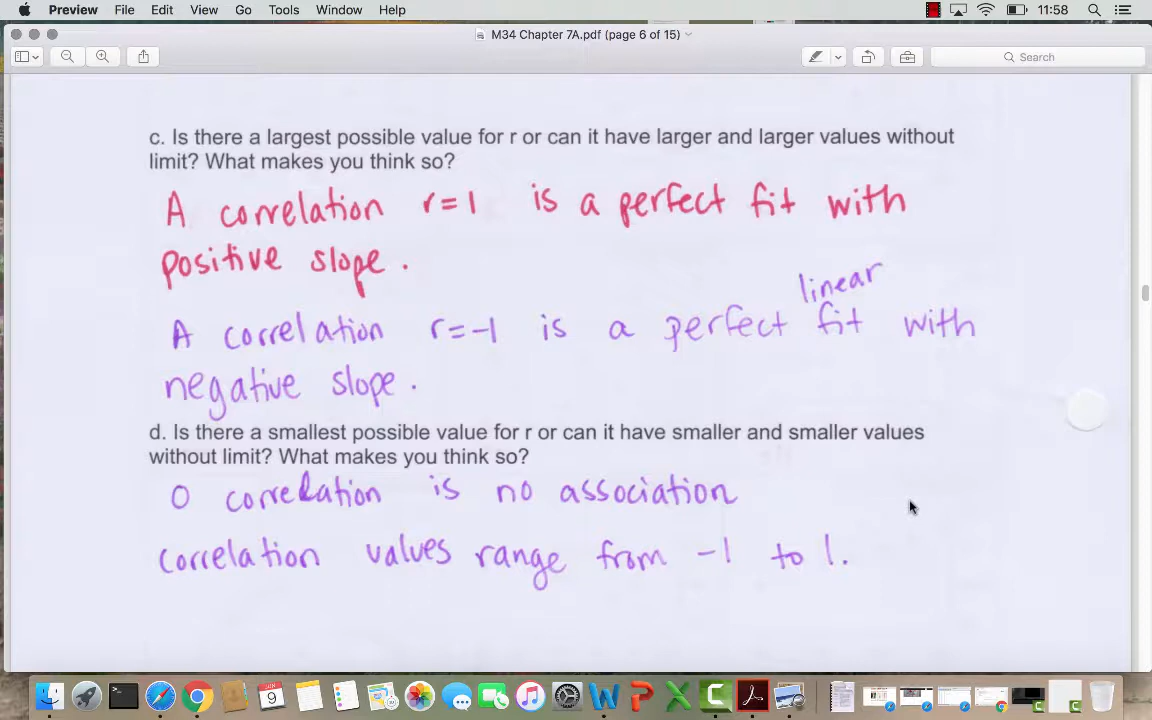 Preview File Edit View Go Tools Window Help 11:58
M34 Chapter 7A.pdf (page 6 of 15)
Search
c. Is there a largest possible value for r or can it have larger and larger values without
limit? What makes you think so?
A correlation r=1 is a perfect fit with
positive slope.
linear
A correlation r=-1 is a perfect fit with
negative slope.
d. Is there a smallest possible value for r or can it have smaller and smaller values
without limit? What makes you think so?
0 correlation is no association
correlation values range from -1 to 1.
9